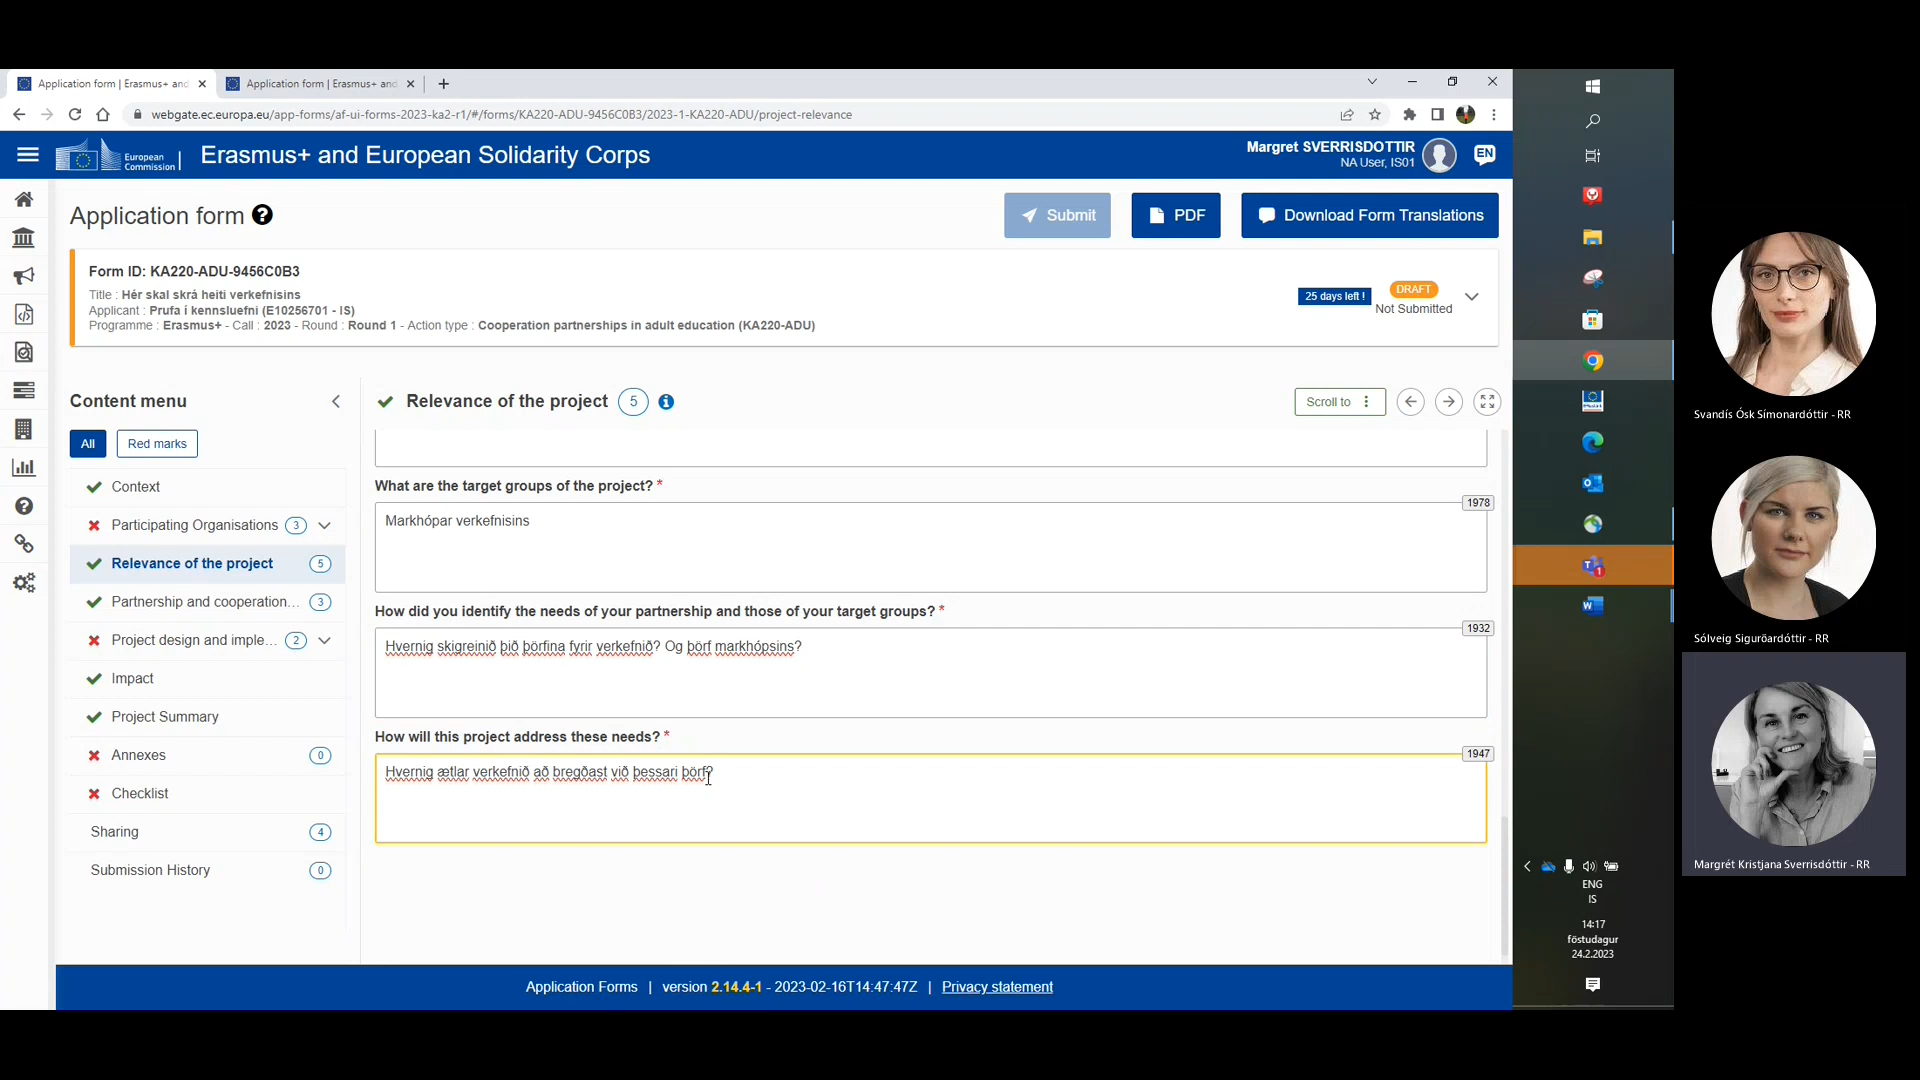 Application form | Erasmus+ and
Application form | Erasmus+ and
webgate.ec.europa.eu/app-forms/af-ui-forms-2023-ka2-r1/#/forms/KA220-ADU-9456C0B3/2023-1-KA220-ADU/project-relevance
European
Commission
Erasmus+ and European Solidarity Corps
Margret SVERRISDOTTIR
NA User, IS01
EN
Application form
Submit
PDF
Download Form Translations
Form ID: KA220-ADU-9456C0B3
Title : Hér skal skrá heiti verkefnisins
Applicant : Prufa í kennsluefni (E10256701 - IS)
Programme : Erasmus+ - Call : 2023 - Round : Round 1 - Action type : Cooperation partnerships in adult education (KA220-ADU)
25 days left !
DRAFT
Not Submitted
Content menu
All
Red marks
Context
Participating Organisations 3
Relevance of the project 5
Partnership and cooperation... 3
Project design and imple... 2
Impact
Project Summary
Annexes 0
Checklist
Sharing 4
Submission History 0
Relevance of the project 5
Scroll to
What are the target groups of the project? *
1978
Markhópar verkefnisins
How did you identify the needs of your partnership and those of your target groups? *
1932
Hvernig skigreinið þið þörfina fyrir verkefnið? Og þörf markhópsins?
How will this project address these needs? *
1947
Hvernig ætlar verkefnið að bregðast við þessari þörf?
Application Forms | version 2.14.4-1 - 2023-02-16T14:47:47Z | Privacy statement
ENG
IS
14:17
föstudagur
24.2.2023
Svandís Ósk Símonardóttir - RR
Sólveig Sigurðardóttir - RR
Margrét Kristjana Sverrisdóttir - RR